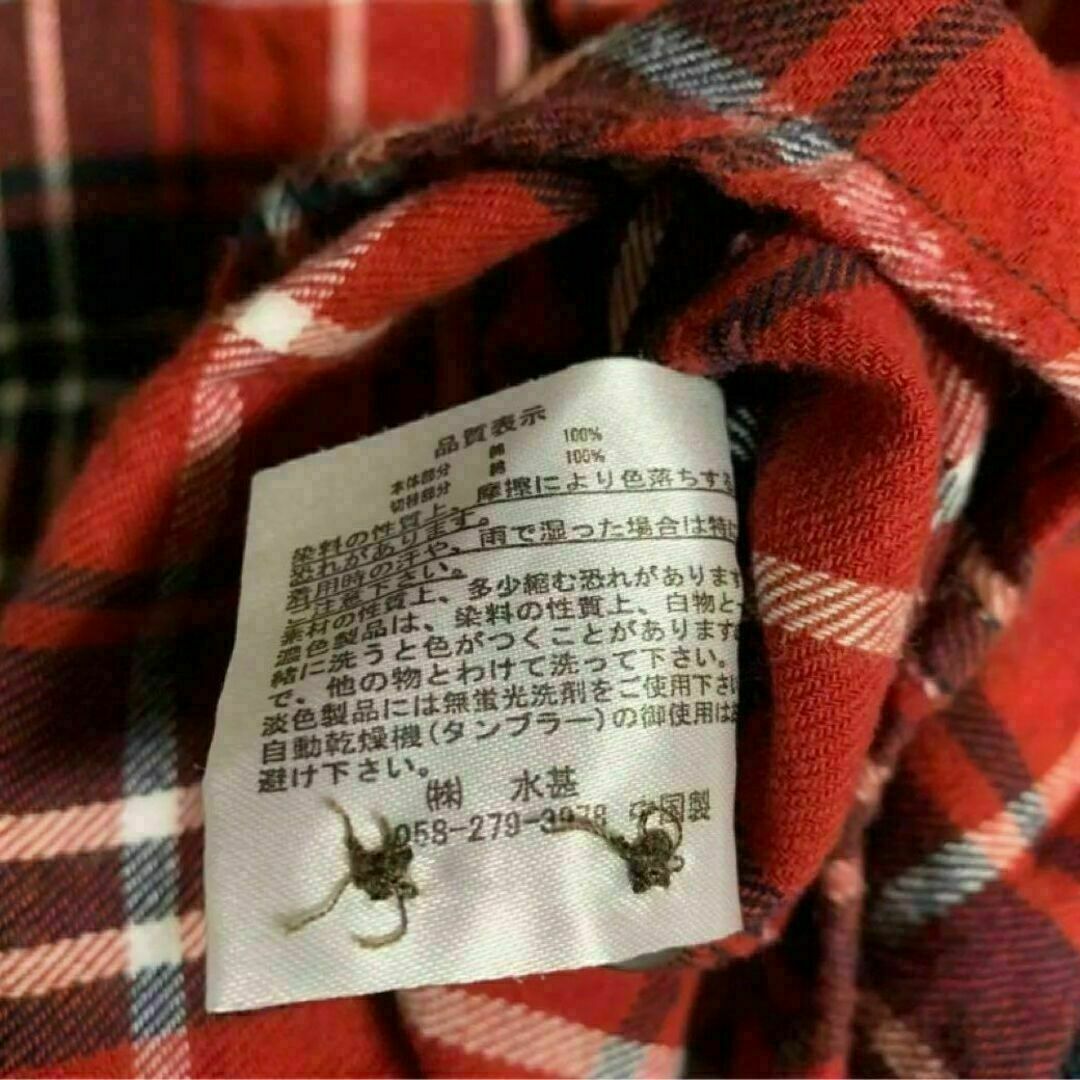 品質表示
本体部分 綿 100%
切替部分 綿 100%
染料の性質上、摩擦により色落ちする
恐れがあります。
着用時の汗や、雨で湿った場合は特に
ご注意下さい。
素材の性質上、多少縮む恐れがあります
濃色製品は、染料の性質上、白物と一
緒に洗うと色がつくことがありますの
で、他の物とわけて洗って下さい。
淡色製品には無蛍光洗剤をご使用下さい
自動乾燥機(タンブラー)の御使用はお
避け下さい。
(株) 水甚
058-279-3978 中国製